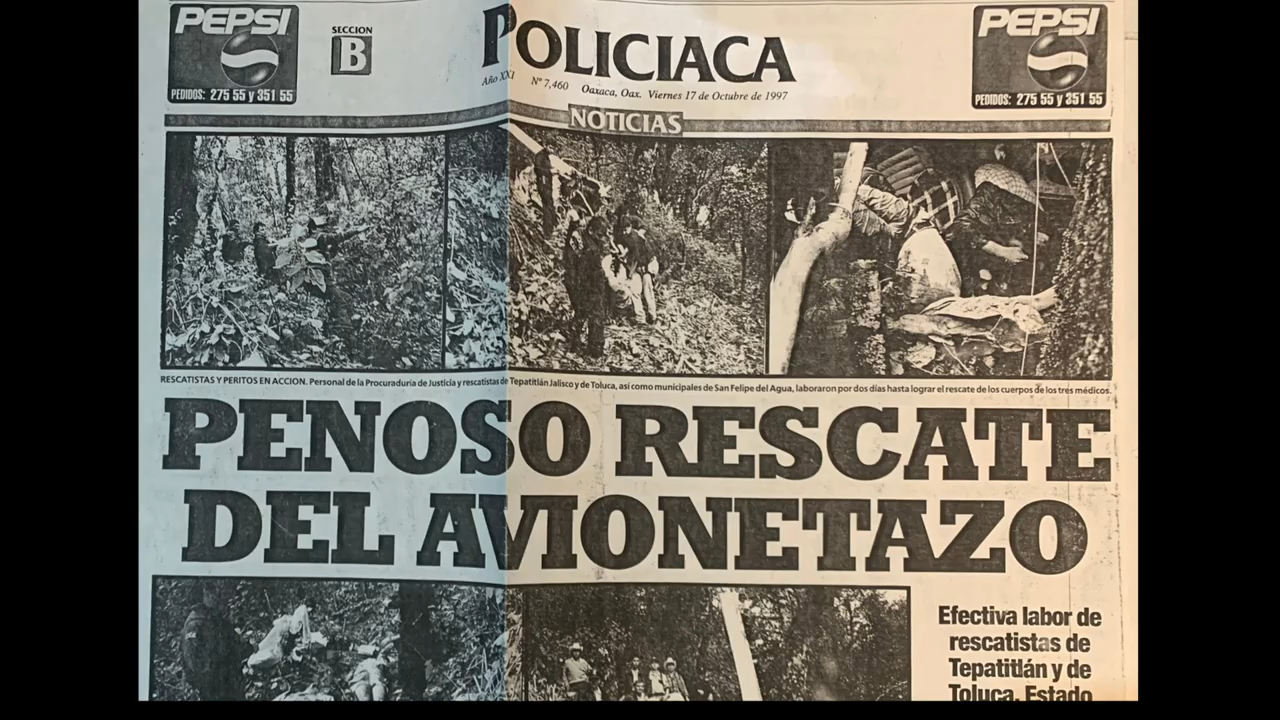 PEPSI
PEDIDOS: 275 55 y 351 55
SECCION
B
POLICIACA
Año XXI Nº 7,460 Oaxaca, Oax. Viernes 17 de Octubre de 1997
PEPSI
PEDIDOS: 275 55 y 351 55
NOTICIAS
RESCATISTAS Y PERITOS EN ACCION. Personal de la Procuraduría de Justicia y rescatistas de Tepatitlán Jalisco y de Toluca, así como municipales de San Felipe del Agua, laboraron por dos días hasta lograr el rescate de los cuerpos de los tres médicos.
PENOSO RESCATE
DEL AVIONETAZO
Efectiva labor de
rescatistas de
Tepatitlán y de
Toluca, Estado